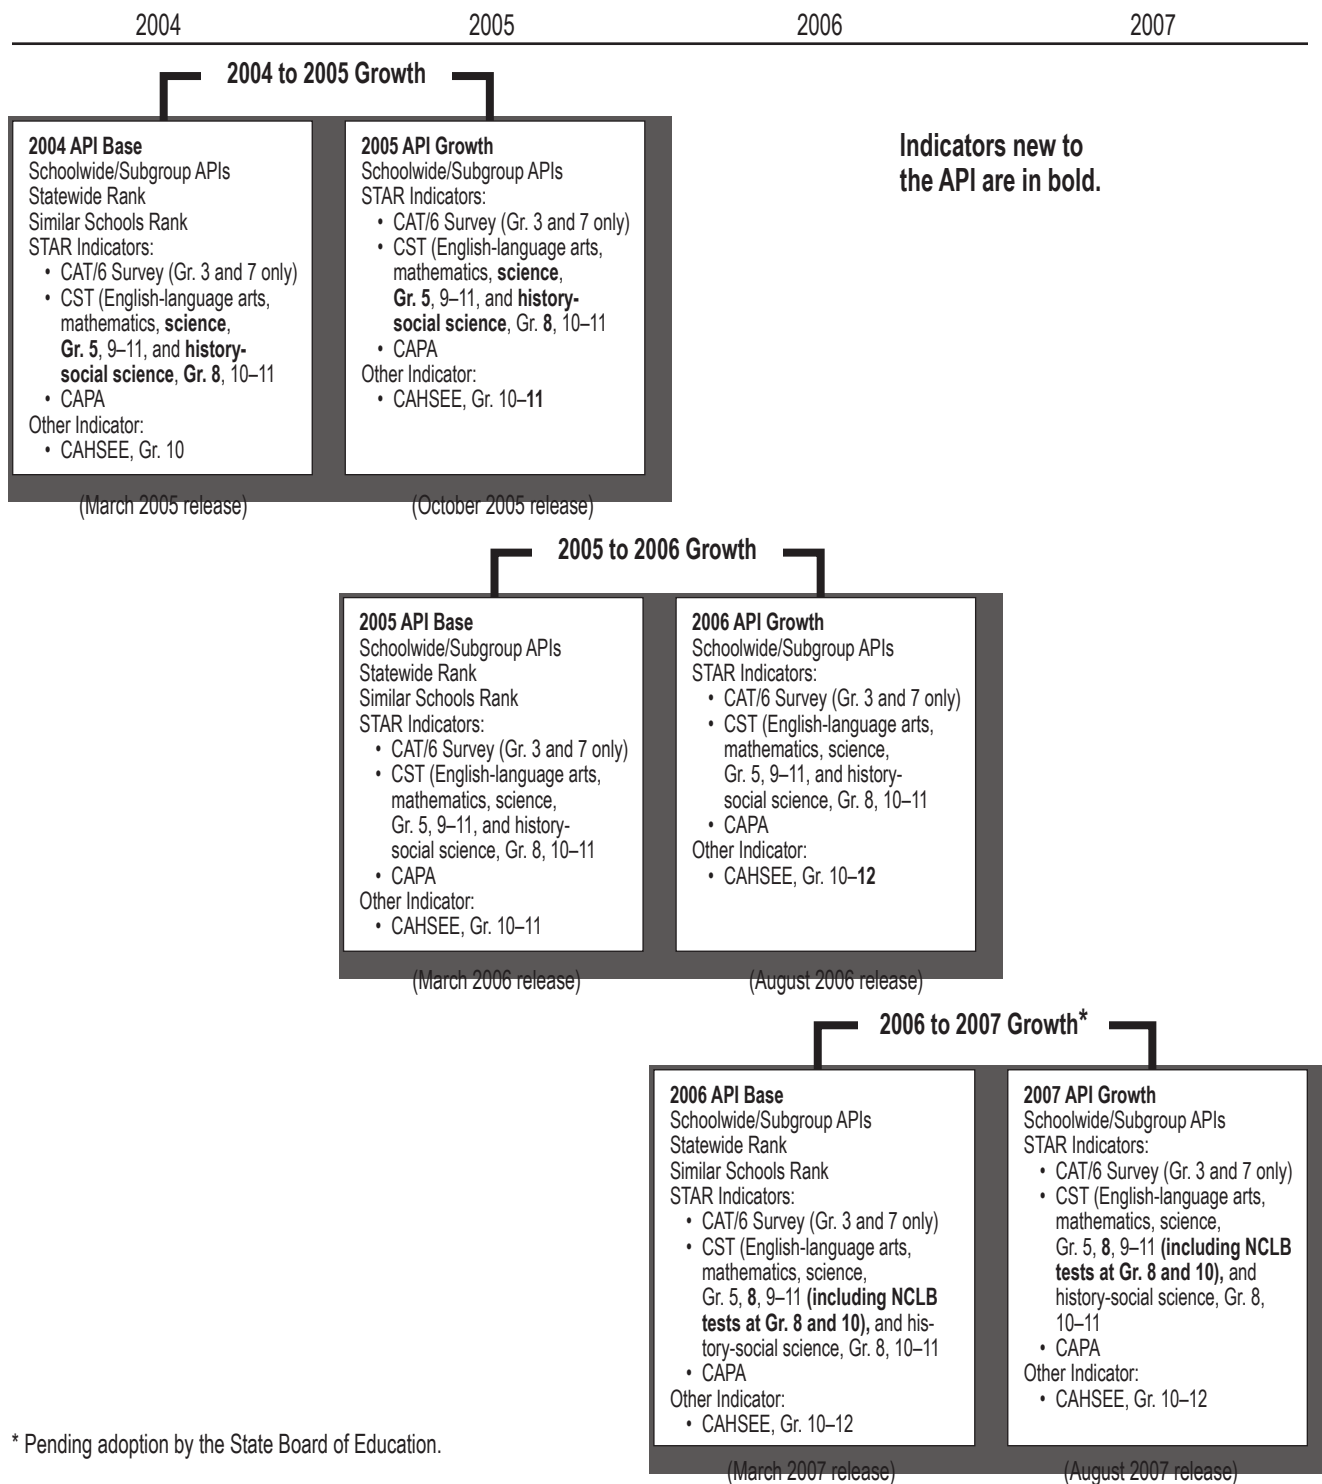 2004 2005 2006 2007
2004 to 2005 Growth
2004 API Base
Schoolwide/Subgroup APIs
Statewide Rank
Similar Schools Rank
STAR Indicators:
• CAT/6 Survey (Gr. 3 and 7 only)
• CST (English-language arts,
mathematics, science,
Gr. 5, 9–11, and history-
social science, Gr. 8, 10–11
• CAPA
Other Indicator:
• CAHSEE, Gr. 10
(March 2005 release)
2005 API Growth
Schoolwide/Subgroup APIs
STAR Indicators:
• CAT/6 Survey (Gr. 3 and 7 only)
• CST (English-language arts,
mathematics, science,
Gr. 5, 9–11, and history-
social science, Gr. 8, 10–11
• CAPA
Other Indicator:
• CAHSEE, Gr. 10–11
(October 2005 release)
Indicators new to
the API are in bold.
2005 to 2006 Growth
2005 API Base
Schoolwide/Subgroup APIs
Statewide Rank
Similar Schools Rank
STAR Indicators:
• CAT/6 Survey (Gr. 3 and 7 only)
• CST (English-language arts,
mathematics, science,
Gr. 5, 9–11, and history-
social science, Gr. 8, 10–11
• CAPA
Other Indicator:
• CAHSEE, Gr. 10–11
(March 2006 release)
2006 API Growth
Schoolwide/Subgroup APIs
STAR Indicators:
• CAT/6 Survey (Gr. 3 and 7 only)
• CST (English-language arts,
mathematics, science,
Gr. 5, 9–11, and history-
social science, Gr. 8, 10–11
• CAPA
Other Indicator:
• CAHSEE, Gr. 10–12
(August 2006 release)
2006 to 2007 Growth*
2006 API Base
Schoolwide/Subgroup APIs
Statewide Rank
Similar Schools Rank
STAR Indicators:
• CAT/6 Survey (Gr. 3 and 7 only)
• CST (English-language arts,
mathematics, science,
Gr. 5, 8, 9–11 (including NCLB
tests at Gr. 8 and 10), and his-
tory-social science, Gr. 8, 10–11
• CAPA
Other Indicator:
• CAHSEE, Gr. 10–12
(March 2007 release)
2007 API Growth
Schoolwide/Subgroup APIs
STAR Indicators:
• CAT/6 Survey (Gr. 3 and 7 only)
• CST (English-language arts,
mathematics, science,
Gr. 5, 8, 9–11 (including NCLB
tests at Gr. 8 and 10), and
history-social science, Gr. 8,
10–11
• CAPA
Other Indicator:
• CAHSEE, Gr. 10–12
(August 2007 release)
* Pending adoption by the State Board of Education.